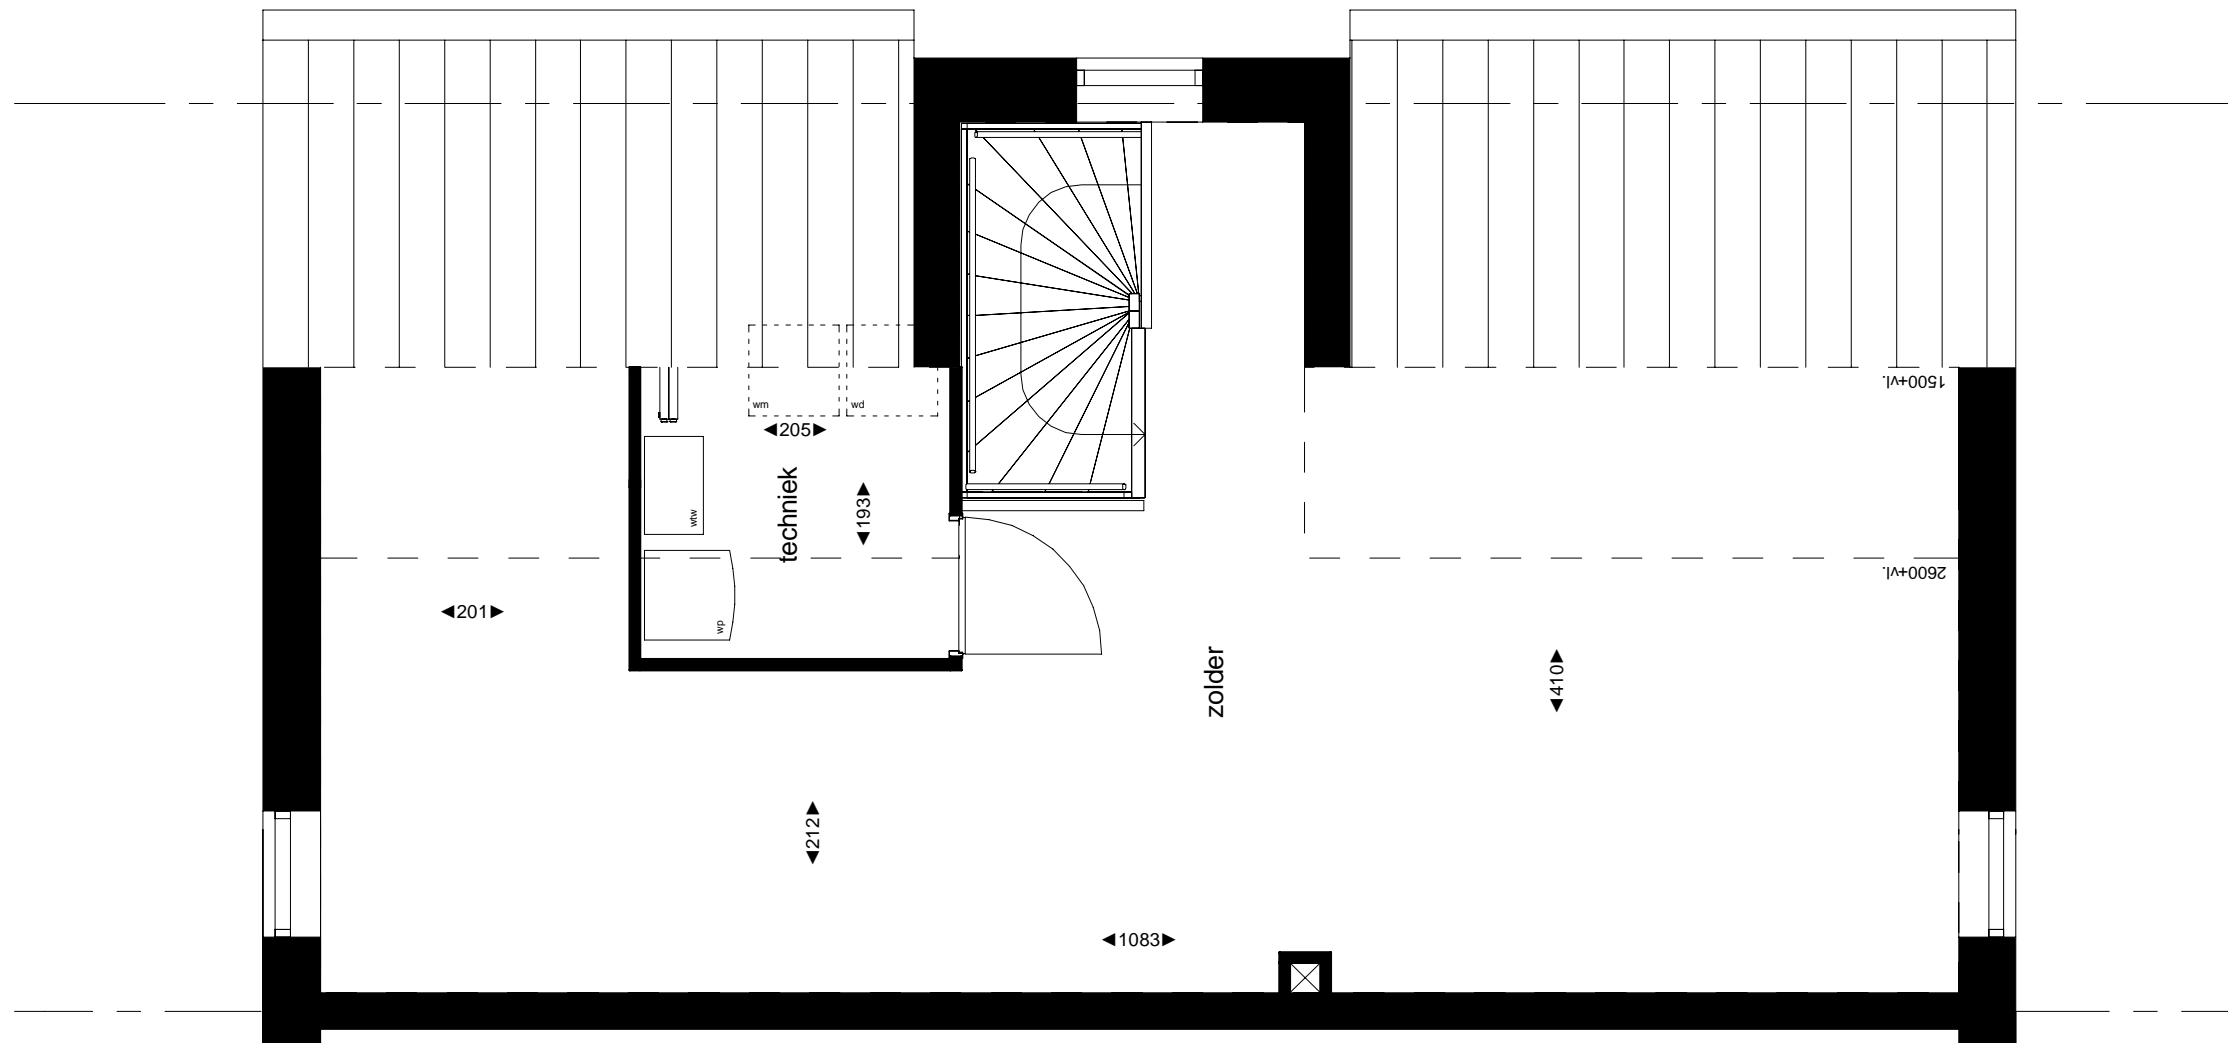 1500+vl.
wm
wd
205
techniek
193
wtw
2600+vl.
201
wp
zolder
410
212
1083